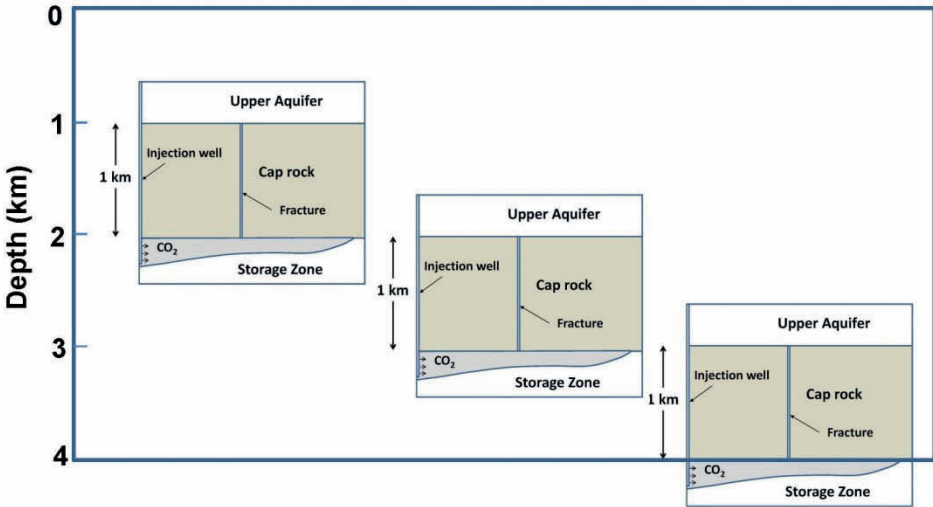 Depth (km)
0
1
2
3
4
Upper Aquifer
Injection well
1 km
Cap rock
Fracture
CO₂
Storage Zone
Upper Aquifer
Injection well
1 km
Cap rock
Fracture
CO₂
Storage Zone
Upper Aquifer
Injection well
1 km
Cap rock
Fracture
CO₂
Storage Zone